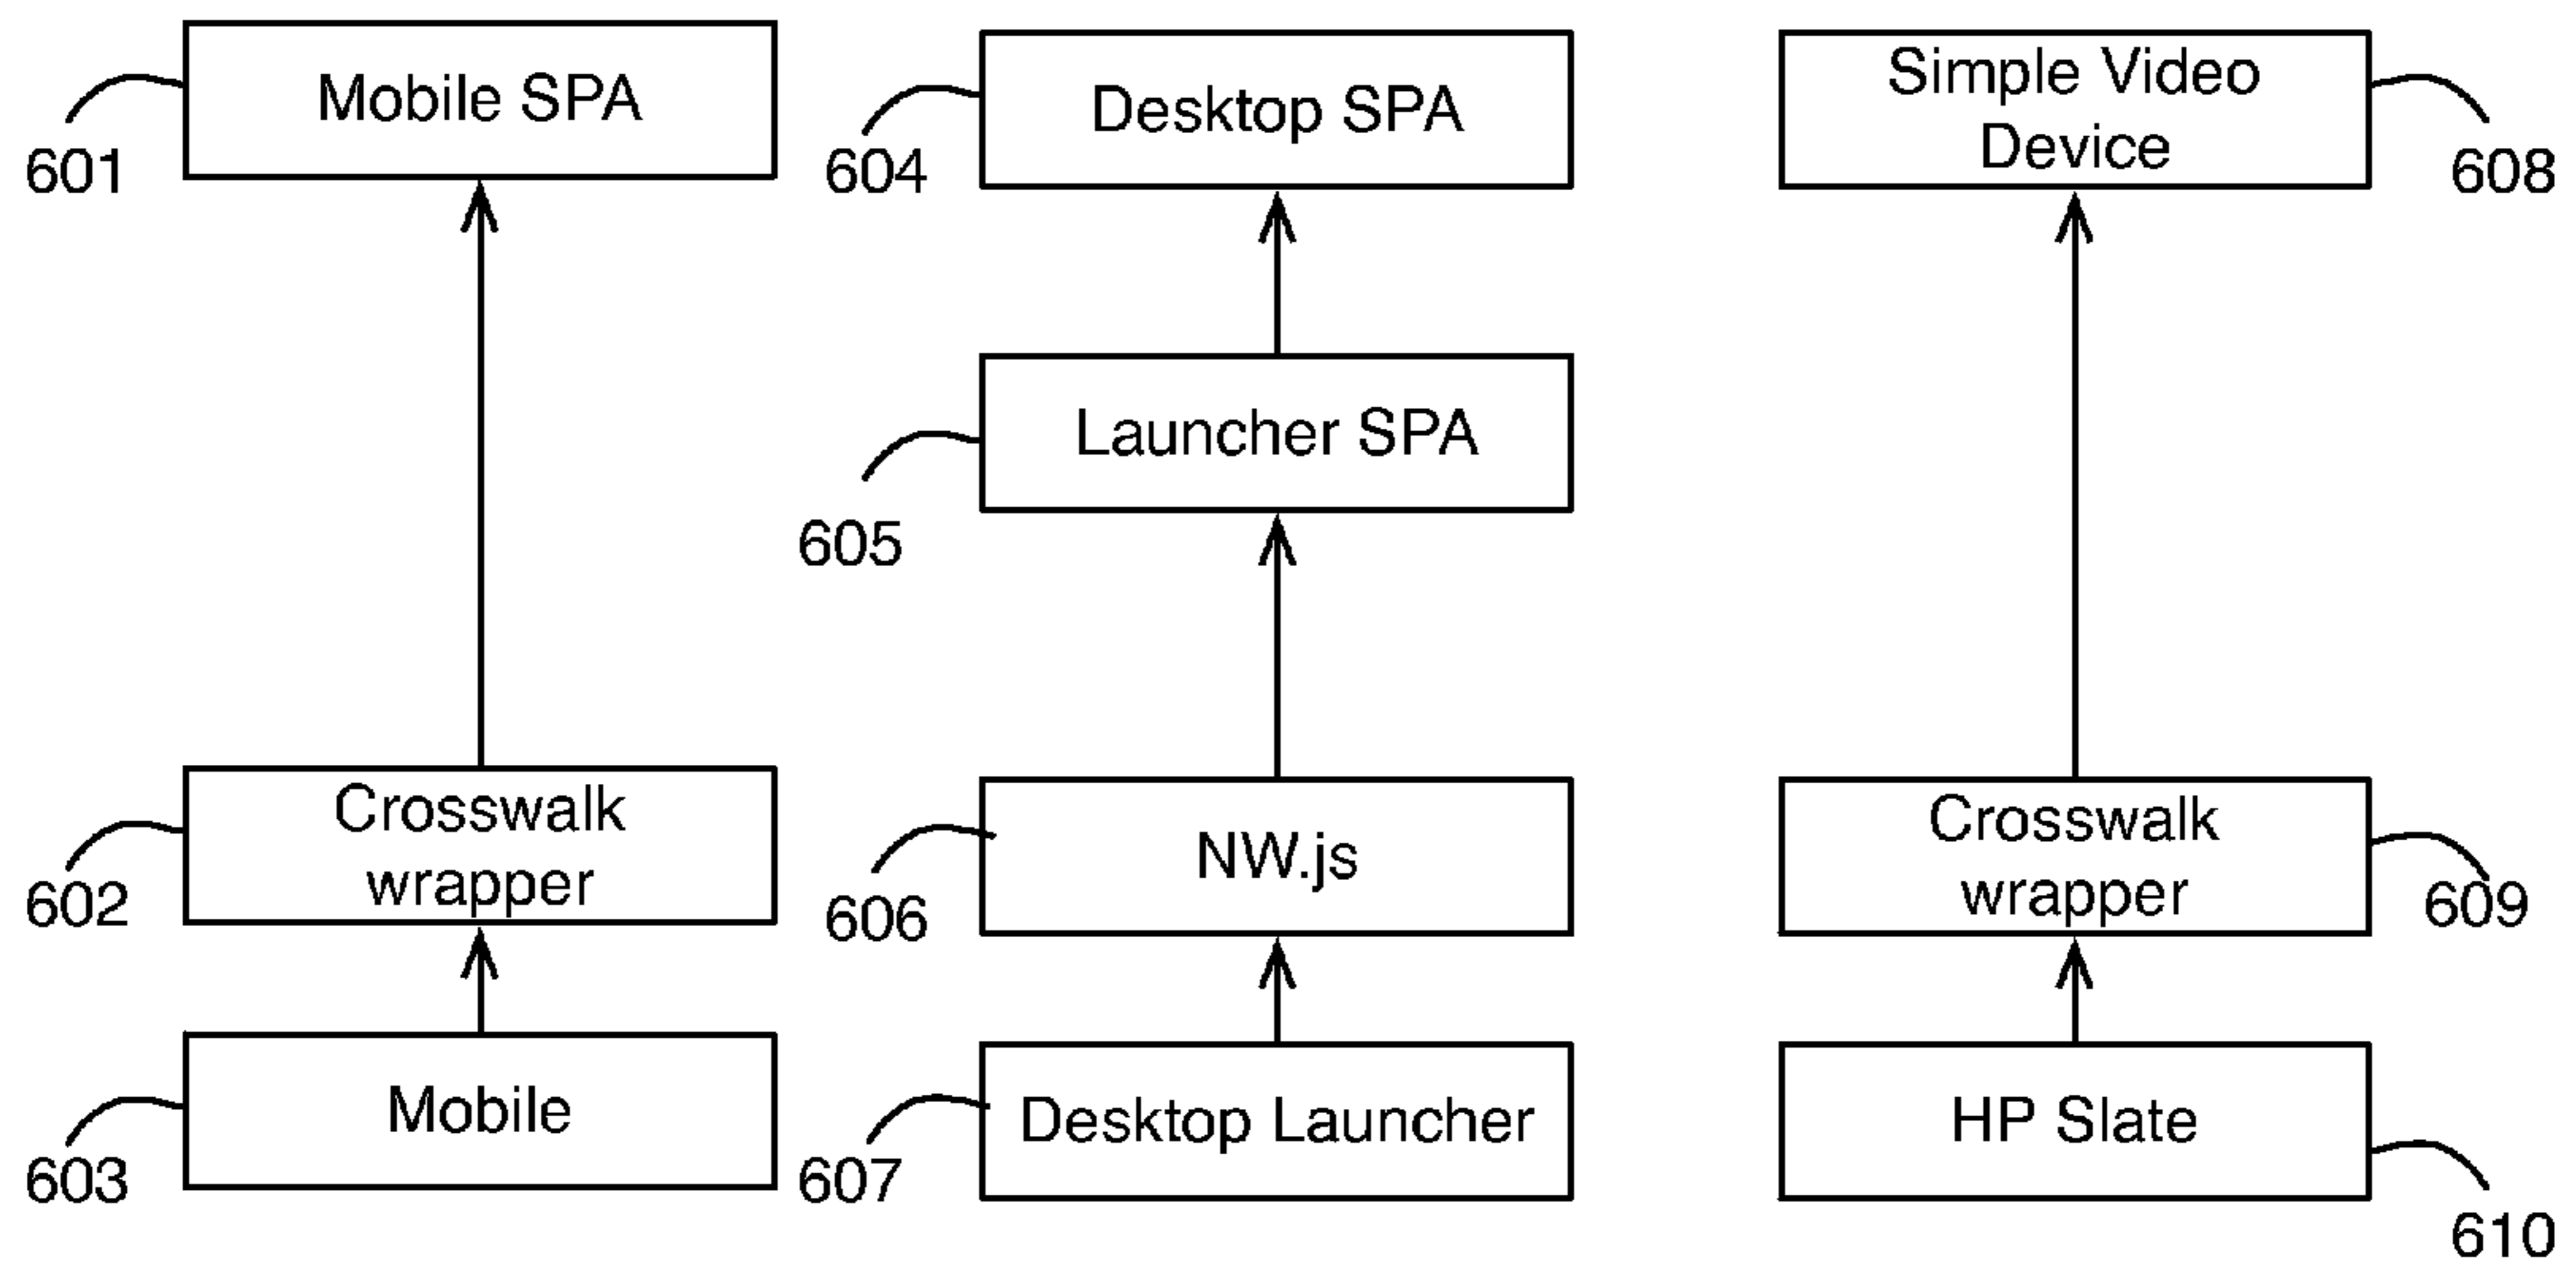 Mobile SPA
601
Desktop SPA
604
Simple Video
Device
608
Launcher SPA
605
Crosswalk
wrapper
602
NW.js
606
Crosswalk
wrapper
609
Mobile
603
Desktop Launcher
607
HP Slate
610